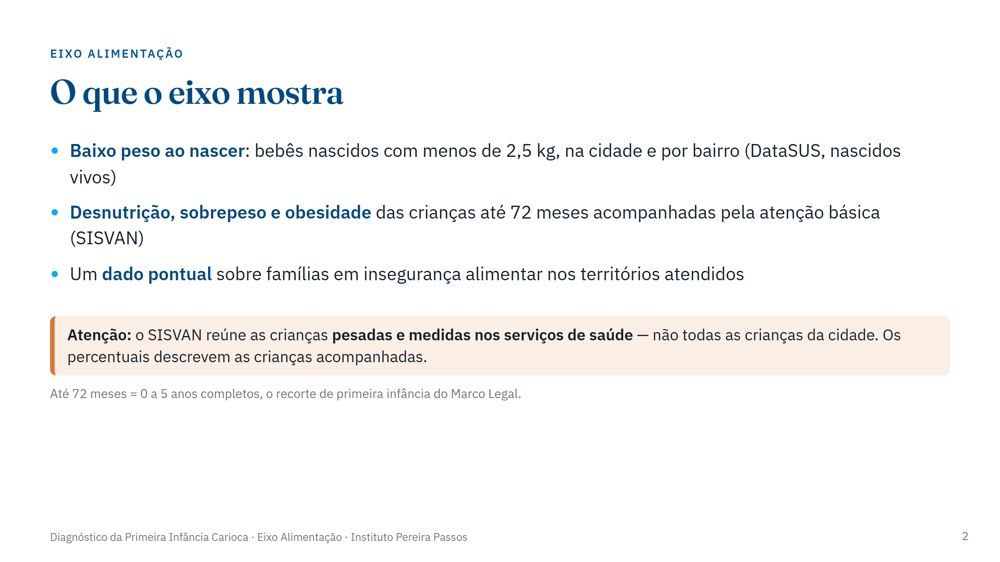 EIXO ALIMENTAÇÃO
O que o eixo mostra
• Baixo peso ao nascer: bebês nascidos com menos de 2,5 kg, na cidade e por bairro (DataSUS, nascidos
vivos)
• Desnutrição, sobrepeso e obesidade das crianças até 72 meses acompanhadas pela atenção básica
(SISVAN)
• Um dado pontual sobre famílias em insegurança alimentar nos territórios atendidos
Atenção: o SISVAN reúne as crianças pesadas e medidas nos serviços de saúde — não todas as crianças da cidade. Os
percentuais descrevem as crianças acompanhadas.
Até 72 meses = 0 a 5 anos completos, o recorte de primeira infância do Marco Legal.
Diagnóstico da Primeira Infância Carioca · Eixo Alimentação · Instituto Pereira Passos
2